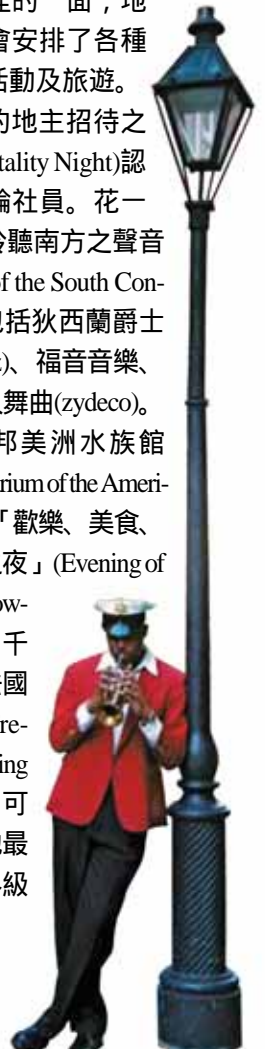 的一面，地
會安排了各種
活動及旅遊。
的地主招待之
tality Night)認
輪社員。花一
聆聽南方之聲音
of the South Con-
包括狄西蘭爵士
)、福音音樂、
舞曲(zydeco)。
邦美洲水族館
rium of the Ameri-
「歡樂、美食、
夜」(Evening of
ow-
千
國
re-
ing
可
最
級